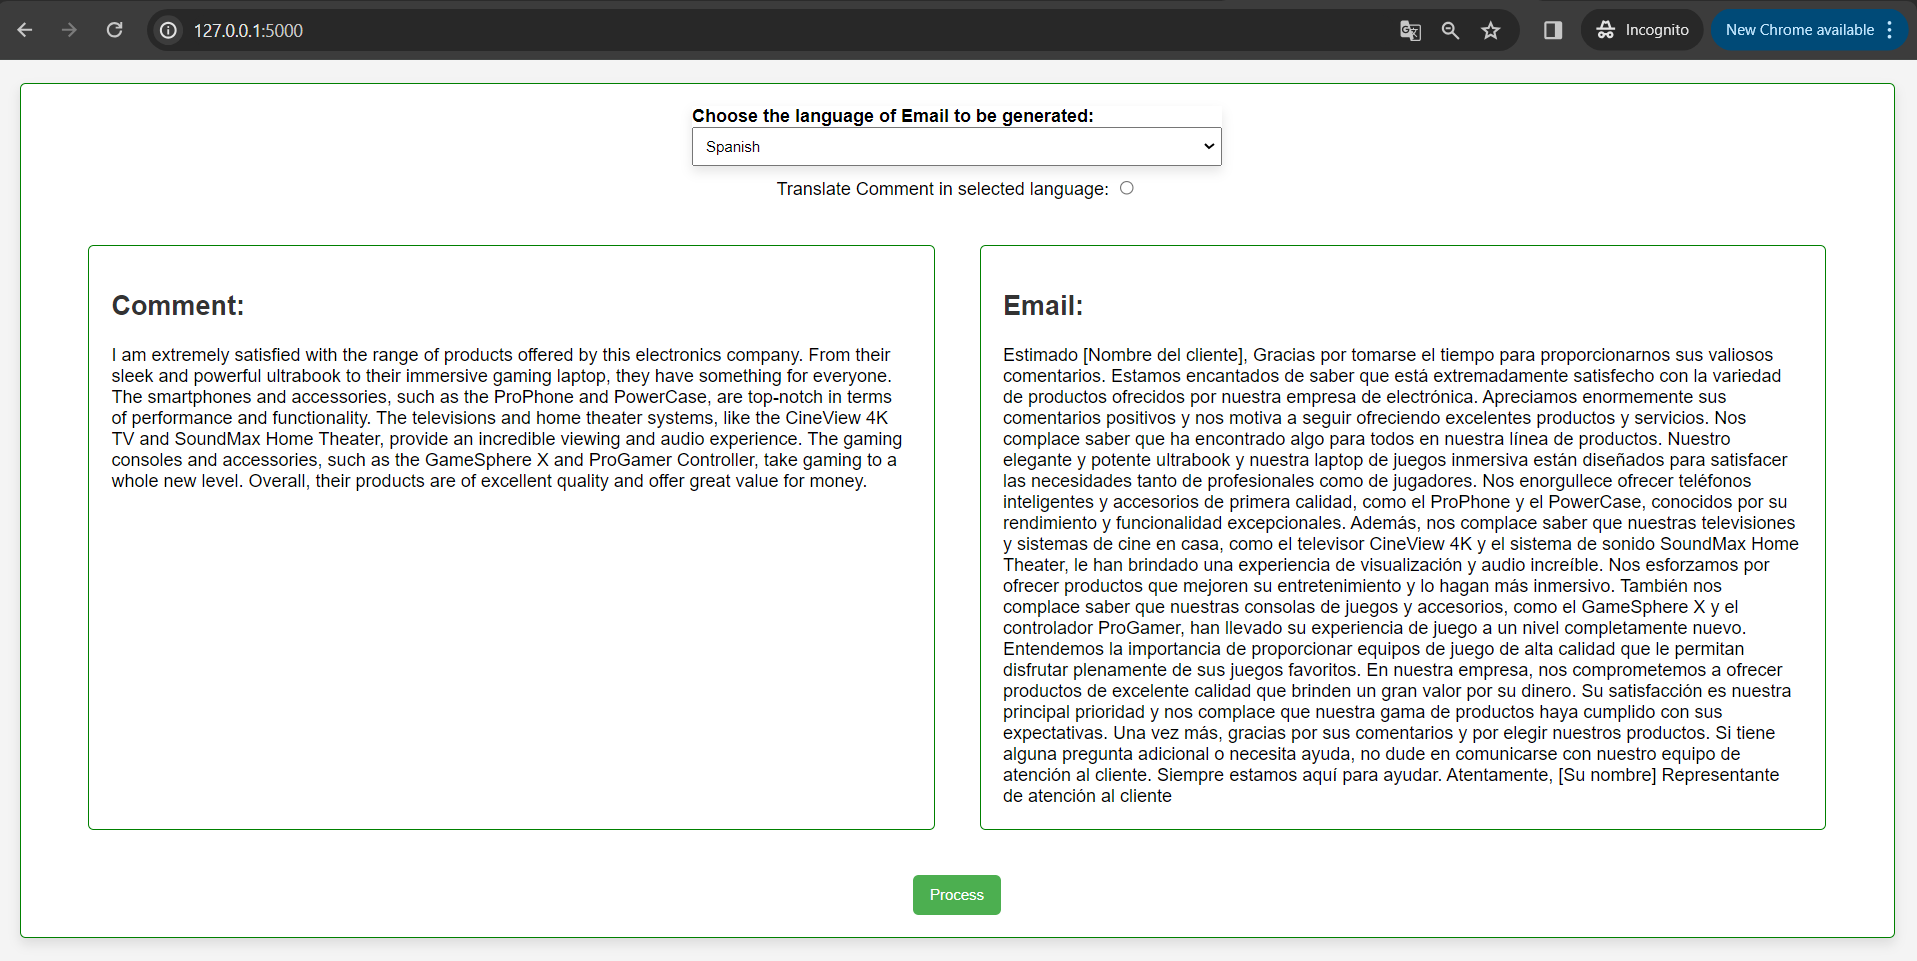 127.0.0.1:5000
Incognito
New Chrome available
Choose the language of Email to be generated:
Spanish
Translate Comment in selected language:
Comment:
I am extremely satisfied with the range of products offered by this electronics company. From their
sleek and powerful ultrabook to their immersive gaming laptop, they have something for everyone.
The smartphones and accessories, such as the ProPhone and PowerCase, are top-notch in terms
of performance and functionality. The televisions and home theater systems, like the CineView 4K
TV and SoundMax Home Theater, provide an incredible viewing and audio experience. The gaming
consoles and accessories, such as the GameSphere X and ProGamer Controller, take gaming to a
whole new level. Overall, their products are of excellent quality and offer great value for money.
Email:
Estimado [Nombre del cliente], Gracias por tomarse el tiempo para proporcionarnos sus valiosos
comentarios. Estamos encantados de saber que está extremadamente satisfecho con la variedad
de productos ofrecidos por nuestra empresa de electrónica. Apreciamos enormemente sus
comentarios positivos y nos motiva a seguir ofreciendo excelentes productos y servicios. Nos
complace saber que ha encontrado algo para todos en nuestra línea de productos. Nuestro
elegante y potente ultrabook y nuestra laptop de juegos inmersiva están diseñados para satisfacer
las necesidades tanto de profesionales como de jugadores. Nos enorgullece ofrecer teléfonos
inteligentes y accesorios de primera calidad, como el ProPhone y el PowerCase, conocidos por su
rendimiento y funcionalidad excepcionales. Además, nos complace saber que nuestras televisiones
y sistemas de cine en casa, como el televisor CineView 4K y el sistema de sonido SoundMax Home
Theater, le han brindado una experiencia de visualización y audio increíble. Nos esforzamos por
ofrecer productos que mejoren su entretenimiento y lo hagan más inmersivo. También nos
complace saber que nuestras consolas de juegos y accesorios, como el GameSphere X y el
controlador ProGamer, han llevado su experiencia de juego a un nivel completamente nuevo.
Entendemos la importancia de proporcionar equipos de juego de alta calidad que le permitan
disfrutar plenamente de sus juegos favoritos. En nuestra empresa, nos comprometemos a ofrecer
productos de excelente calidad que brinden un gran valor por su dinero. Su satisfacción es nuestra
principal prioridad y nos complace que nuestra gama de productos haya cumplido con sus
expectativas. Una vez más, gracias por sus comentarios y por elegir nuestros productos. Si tiene
alguna pregunta adicional o necesita ayuda, no dude en comunicarse con nuestro equipo de
atención al cliente. Siempre estamos aquí para ayudar. Atentamente, [Su nombre] Representante
de atención al cliente
Process